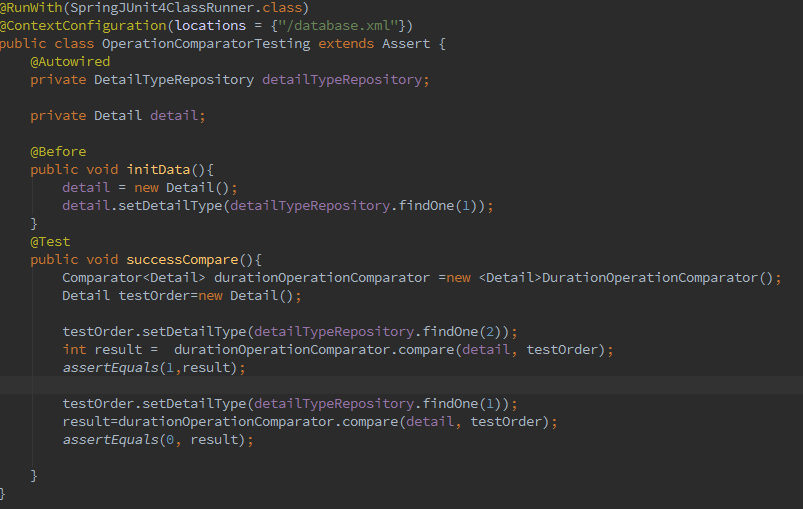 @RunWith(SpringJUnit4ClassRunner.class)
@ContextConfiguration(locations = {"/database.xml"})
public class OperationComparatorTesting extends Assert {
    @Autowired
    private DetailTypeRepository detailTypeRepository;

    private Detail detail;

    @Before
    public void initData(){
        detail = new Detail();
        detail.setDetailType(detailTypeRepository.findOne(1));
    }
    @Test
    public void successCompare(){
        Comparator<Detail> durationOperationComparator =new <Detail>DurationOperationComparator();
        Detail testOrder=new Detail();

        testOrder.setDetailType(detailTypeRepository.findOne(2));
        int result =  durationOperationComparator.compare(detail, testOrder);
        assertEquals(1,result);

        testOrder.setDetailType(detailTypeRepository.findOne(1));
        result=durationOperationComparator.compare(detail, testOrder);
        assertEquals(0, result);

    }
}